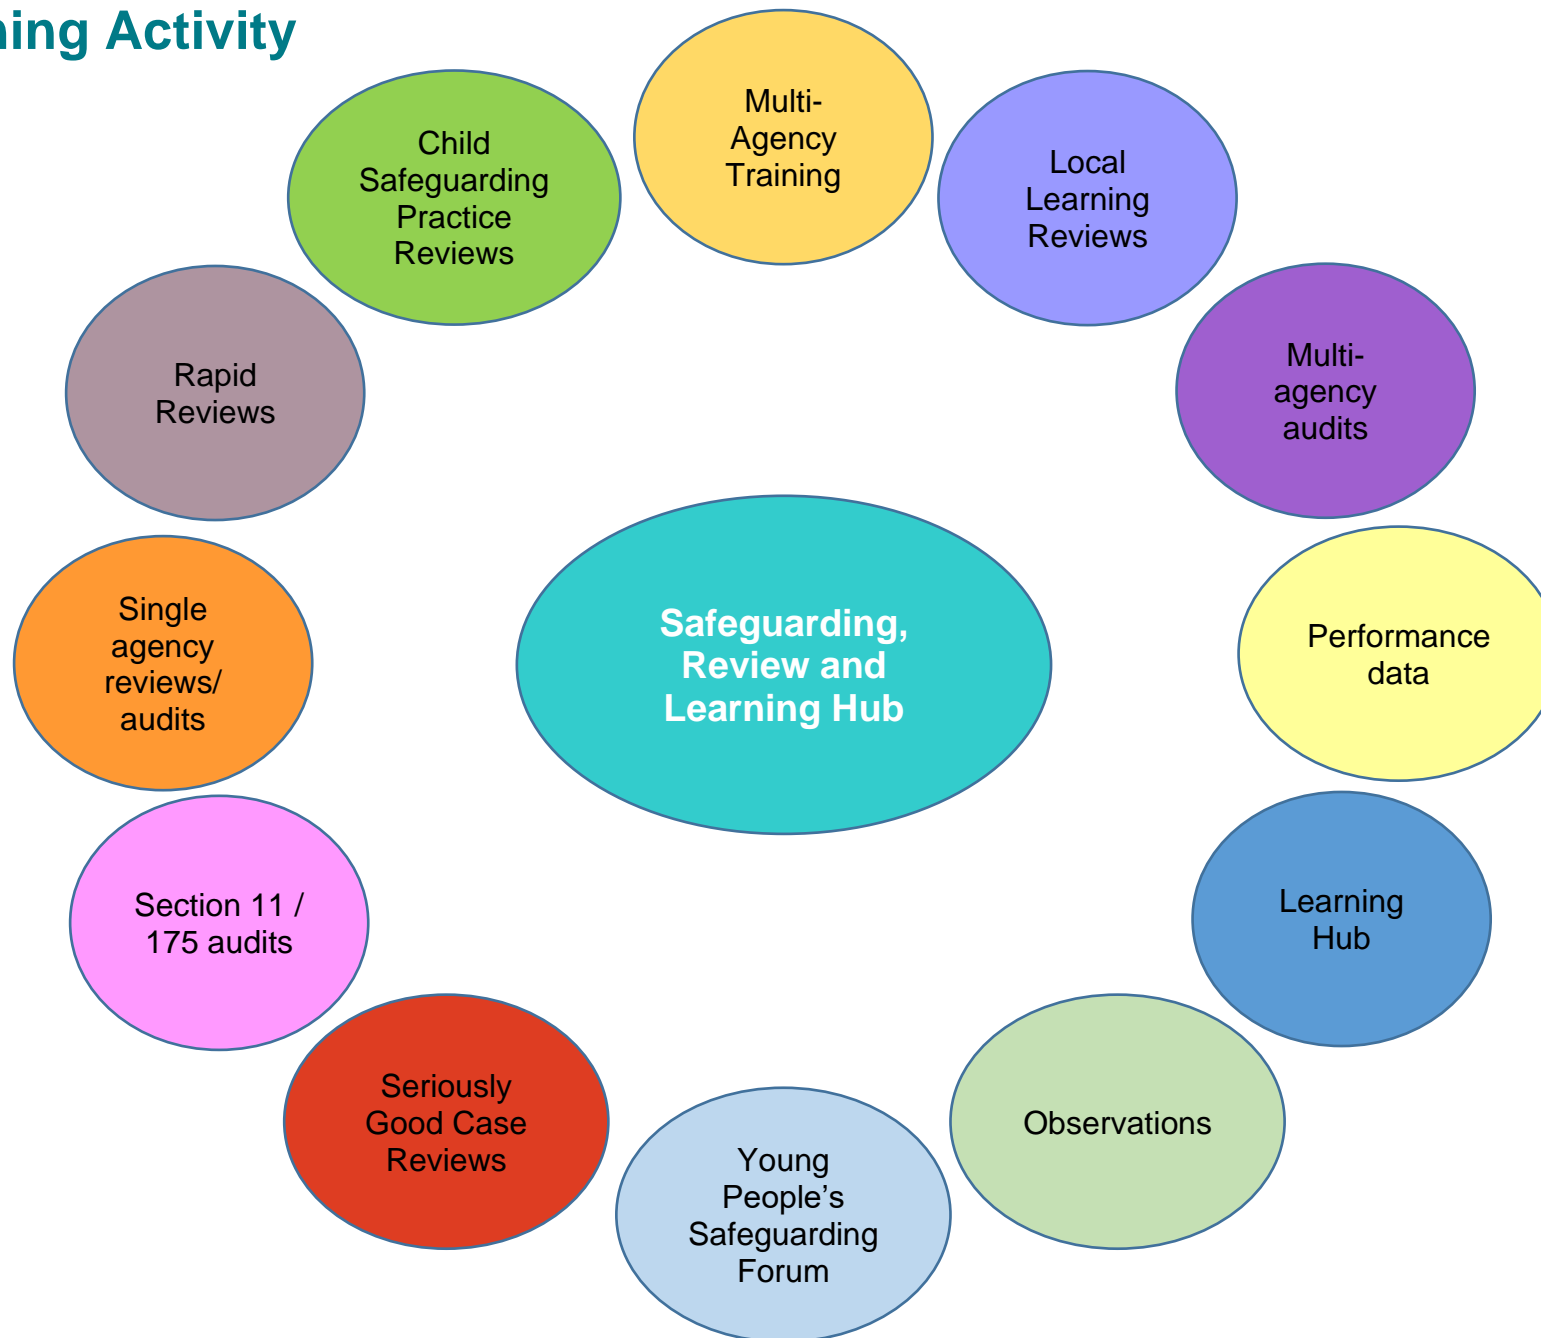 ning Activity
Multi-
Agency
Training
Child
Safeguarding
Practice
Reviews
Local
Learning
Reviews
Rapid
Reviews
Multi-
agency
audits
Single
agency
reviews/
audits
Safeguarding,
Review and
Learning Hub
Performance
data
Section 11 /
175 audits
Learning
Hub
Seriously
Good Case
Reviews
Observations
Young
People’s
Safeguarding
Forum